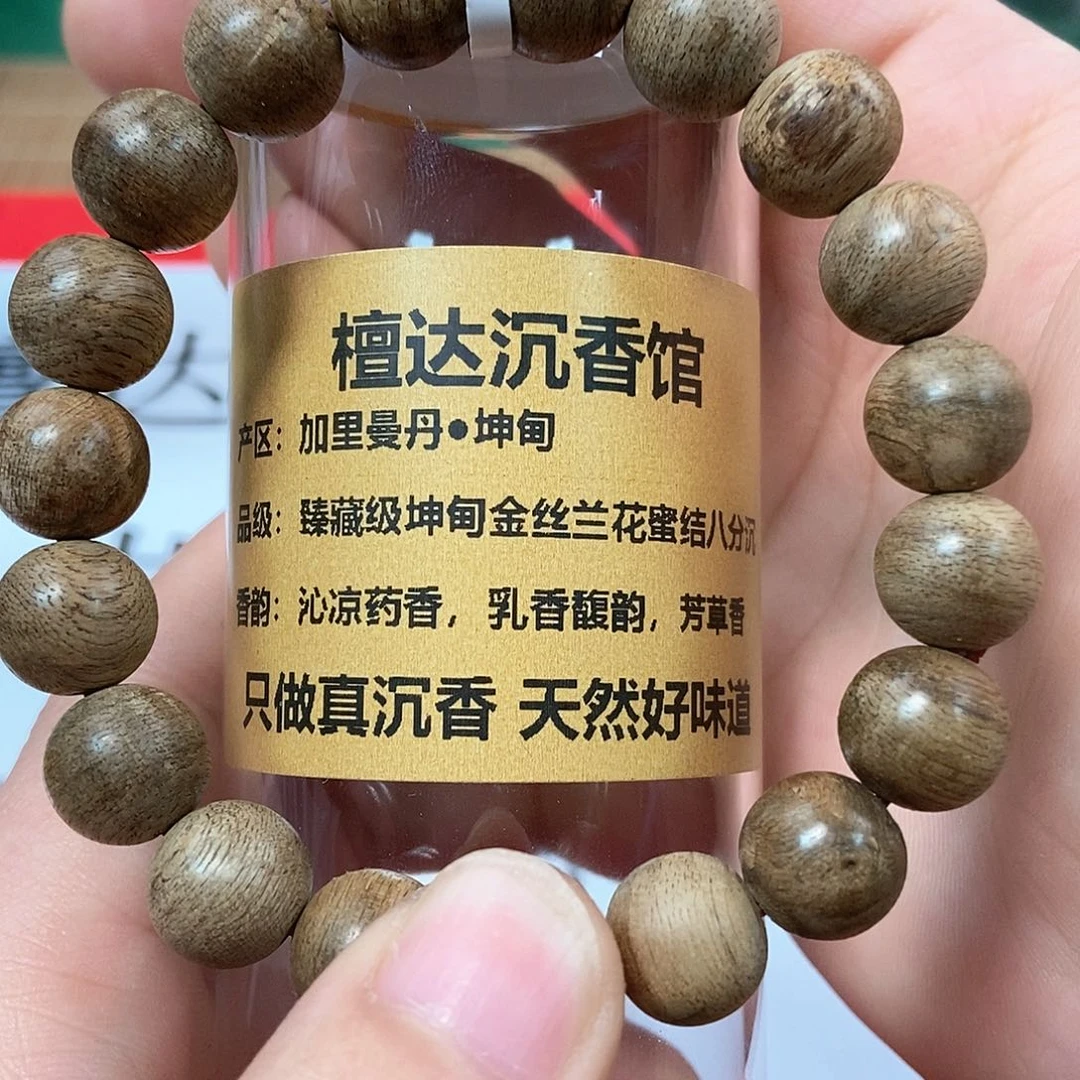 檀达沉香馆
产区：加里曼丹•坤甸
品级：臻藏级坤甸金丝兰花蜜结八分沉
香韵：沁凉药香，乳香馥韵，芳草香
只做真沉香 天然好味道